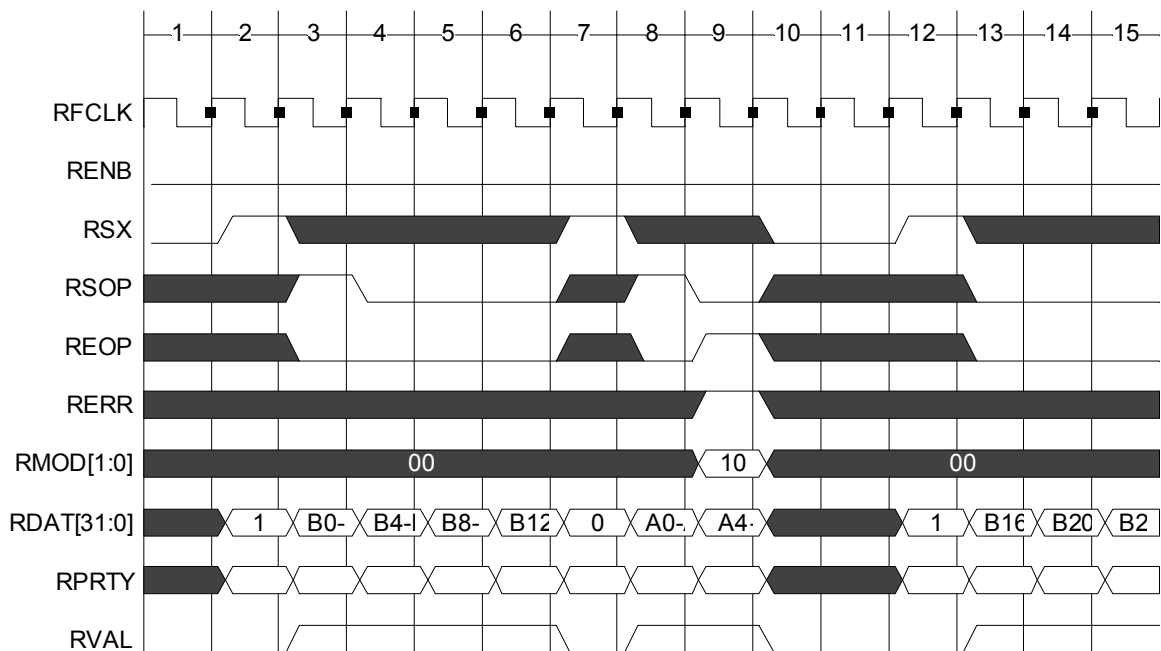 1 2 3 4 5 6 7 8 9 10 11 12 13 14 15
RFCLK
RENB
RSX
RSOP
REOP
RERR
RMOD[1:0] 00 10 00
RDAT[31:0] 1 B0- B4- B8- B12 0 A0- A4- 1 B16 B20 B2
RPRTY
RVAL